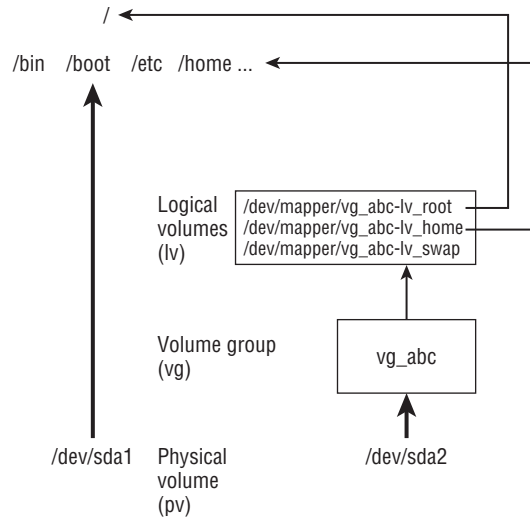 /
/bin /boot /etc /home ...
Logical
volumes
(lv)
/dev/mapper/vg_abc-lv_root
/dev/mapper/vg_abc-lv_home
/dev/mapper/vg_abc-lv_swap
Volume group
(vg)
vg_abc
/dev/sda1
Physical
volume
(pv)
/dev/sda2